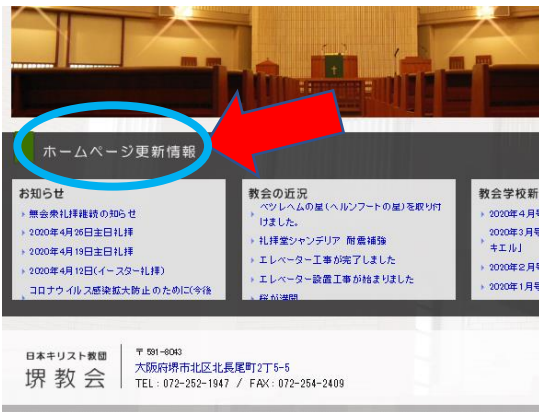 ホームページ更新情報
お知らせ
無会衆礼拝継続の知らせ
2020年4月26日主日礼拝
2020年4月19日主日礼拝
2020年4月12日(イースター礼拝)
コロナウイルス感染拡大防止のために(今後
教会の近況
ベツレヘムの星(ヘルンフートの星)を取り付
けました。
礼拝堂シャンデリア 耐震補強
エレベーター工事が完了しました
エレベーター設置工事が始まりました
桜が満開
教会学校新
2020年4月号
2020年3月号
キエル」
2020年2月号
2020年1月号
日本キリスト教団
堺 教 会
〒591-8043
大阪府堺市北区北長尾町2丁5-5
TEL：072-252-1947 / FAX：072-254-2409